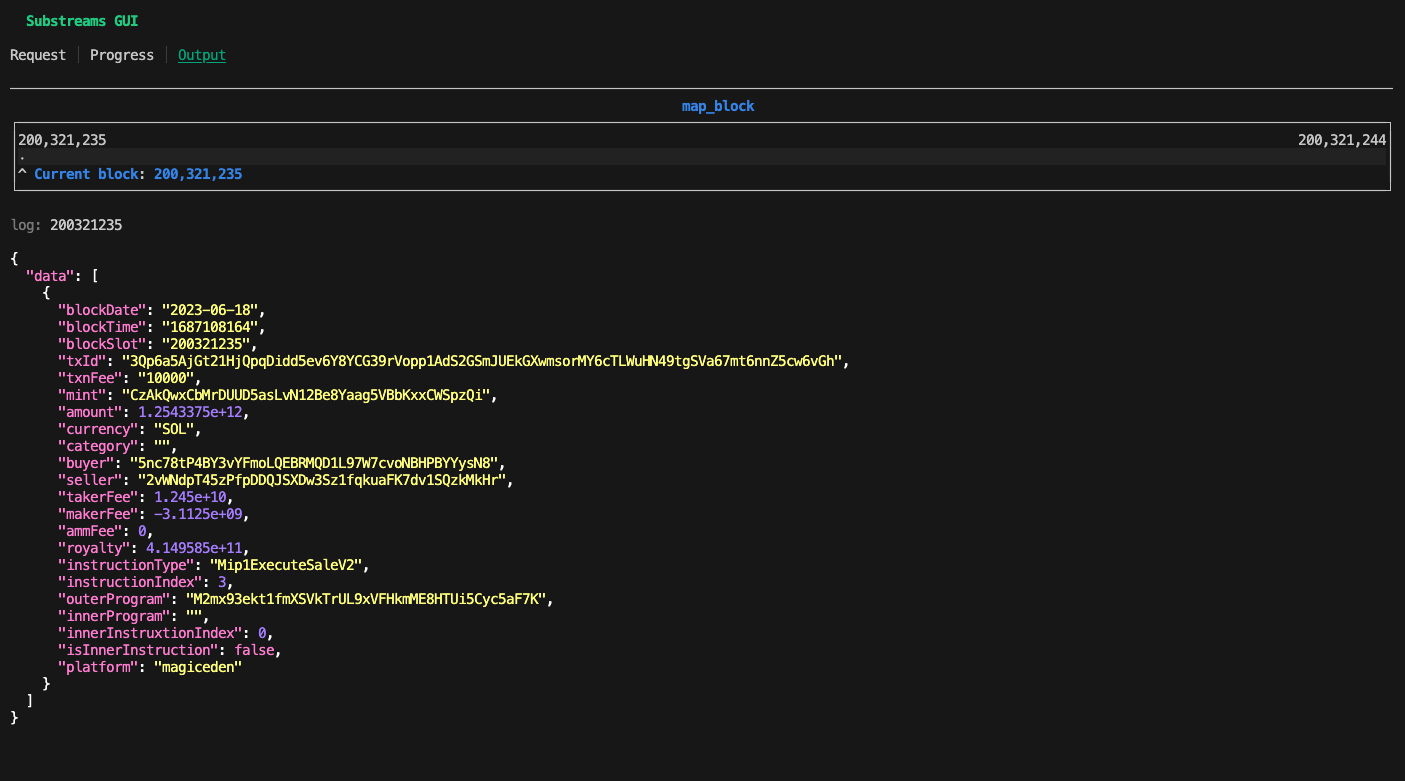 Substreams GUI
Request | Progress | Output
map_block
200,321,235 200,321,244
.
^ Current block: 200,321,235
log: 200321235
{
"data": [
{
"blockDate": "2023-06-18",
"blockTime": "1687108164",
"blockSlot": "200321235",
"txId": "3Qp6a5AjGt21HjQpqDidd5ev6Y8YCG39rVopp1AdS2GSmJUEkGXwmsorMY6cTLWuHN49tgSVa67mt6nnZ5cw6vGh",
"txnFee": "10000",
"mint": "CzAkQwxCbMrDUUD5asLvN12Be8Yaag5VBbKxxCWSpzQi",
"amount": 1.2543375e+12,
"currency": "SOL",
"category": "",
"buyer": "5nc78tP4BY3vYFmoLQEBRMQD1L97W7cvoNBHPBYYysN8",
"seller": "2vWNdpT45zPfpDDQJSXDw3Sz1fqkuaFK7dv1SQzkMkHr",
"takerFee": 1.245e+10,
"makerFee": -3.1125e+09,
"ammFee": 0,
"royalty": 4.149585e+11,
"instructionType": "Mip1ExecuteSaleV2",
"instructionIndex": 3,
"outerProgram": "M2mx93ekt1fmXSVkTrUL9xVFHkmME8HTUi5Cyc5aF7K",
"innerProgram": "",
"innerInstruxtionIndex": 0,
"isInnerInstruction": false,
"platform": "magiceden"
}
]
}